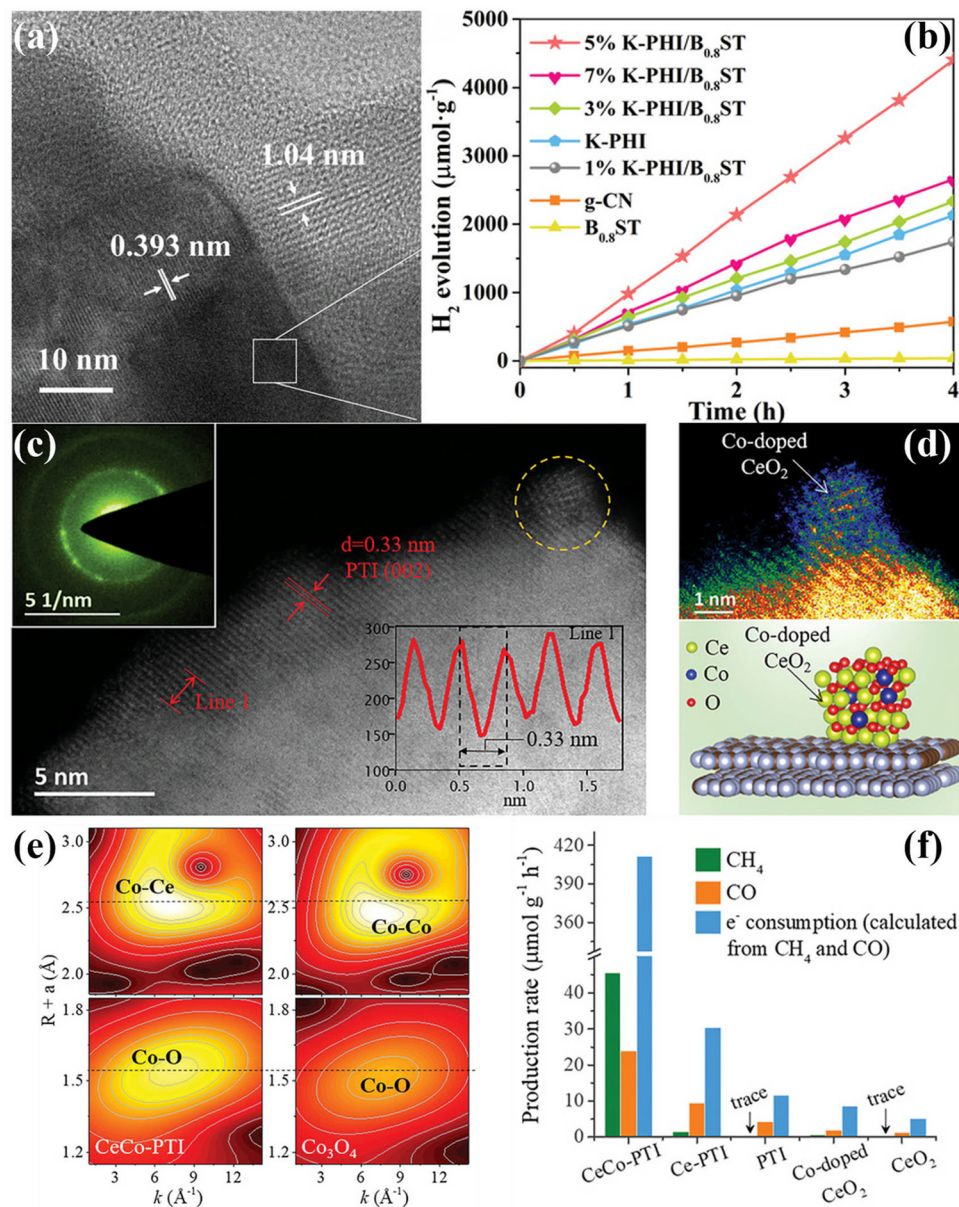 (a)
1.04 nm
0.393 nm
10 nm
(b)
H₂ evolution (μmol·g⁻¹)
5000
4000
3000
2000
1000
0
5% K-PHI/B₀.₈ST
7% K-PHI/B₀.₈ST
3% K-PHI/B₀.₈ST
K-PHI
1% K-PHI/B₀.₈ST
g-CN
B₀.₈ST
0 1 2 3 4
Time (h)
(c)
5 1/nm
d=0.33 nm
PTI (002)
Line 1
5 nm
300
250
200
150
100
Line 1
0.33 nm
0.0 0.5 1.0 1.5
nm
(d)
Co-doped
CeO₂
1 nm
Co-doped
CeO₂
Ce
Co
O
(e)
R + a (Å)
3.0
2.5
2.0
1.8
1.5
1.2
Co-Ce
Co-Co
Co-O
Co-O
CeCo-PTI
Co₃O₄
3 6 9 12
3 6 9 12
k (Å⁻¹)
k (Å⁻¹)
(f)
Production rate (μmol g⁻¹ h⁻¹)
420
390
360
40
30
20
10
0
CH₄
CO
e⁻ consumption (calculated
from CH₄ and CO)
trace
trace
CeCo-PTI
Ce-PTI
PTI
Co-doped
CeO₂
CeO₂